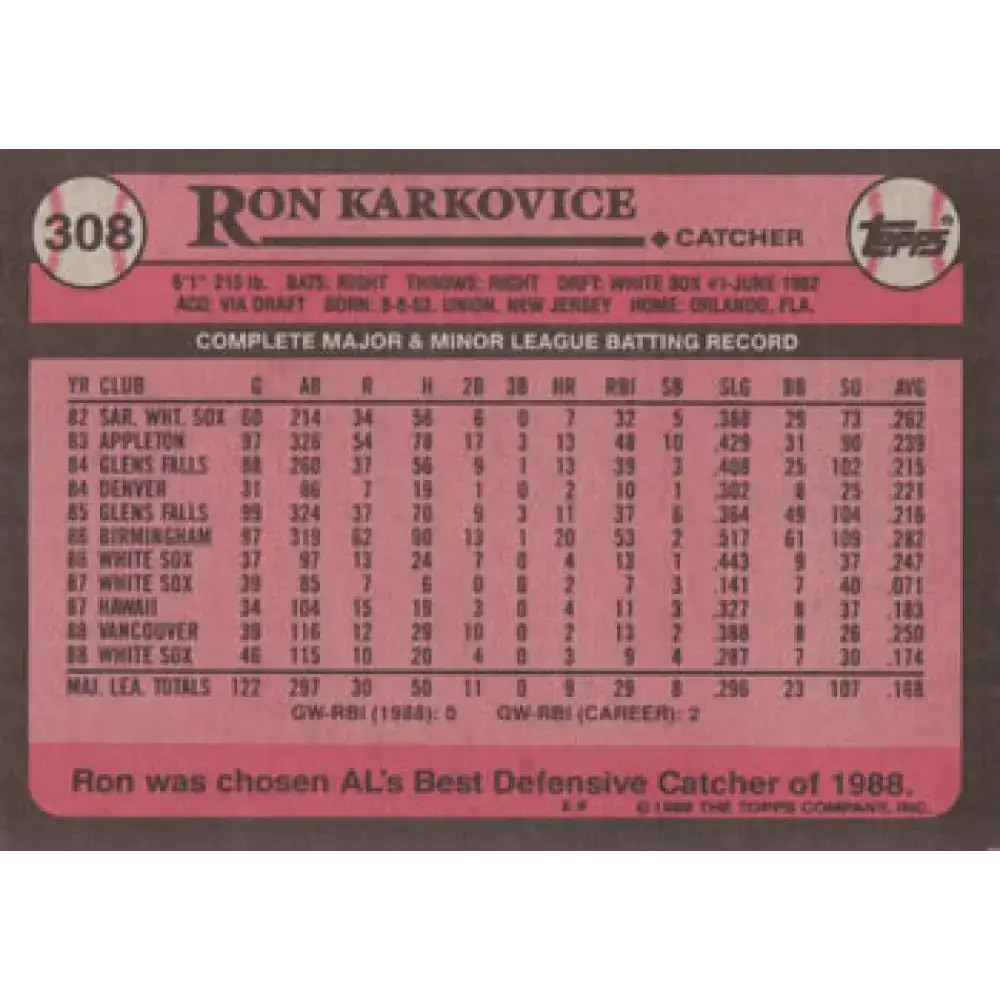 308
RON KARKOVICE
◆ CATCHER
TOPPS®
6'1" 215 lb. BATS: RIGHT THROWS: RIGHT DRFT: WHITE SOX #1-JUNE 1982
ACQ: VIA DRAFT BORN: 8-8-63, UNION, NEW JERSEY HOME: ORLANDO, FLA.
COMPLETE MAJOR & MINOR LEAGUE BATTING RECORD
YR CLUB G AB R H 2B 3B HR RBI SB SLG BB SO AVG
82 SAR. WHT. SOX 60 214 34 56 6 0 7 32 5 .388 29 73 .262
83 APPLETON 97 326 54 78 17 3 13 48 10 .429 31 90 .239
84 GLENS FALLS 88 260 37 56 9 1 13 39 3 .408 25 102 .215
84 DENVER 31 86 7 19 1 0 2 10 1 .302 8 25 .221
85 GLENS FALLS 99 324 37 70 9 3 11 37 6 .364 49 104 .216
86 BIRMINGHAM 97 319 62 90 13 1 20 53 2 .517 61 109 .282
86 WHITE SOX 37 97 13 24 7 0 4 13 1 .443 9 37 .247
87 WHITE SOX 39 85 7 6 0 0 2 7 3 .141 7 40 .071
87 HAWAII 34 104 15 19 3 0 4 11 3 .327 8 37 .183
88 VANCOUVER 39 116 12 29 10 0 2 13 2 .388 8 26 .250
88 WHITE SOX 46 115 10 20 4 0 3 9 4 .287 7 30 .174
MAJ. LEA. TOTALS 122 297 30 50 11 0 9 29 8 .296 23 107 .168
GW-RBI (1988): 0 GW-RBI (CAREER): 2
Ron was chosen AL's Best Defensive Catcher of 1988.
© 1989 THE TOPPS COMPANY, INC.